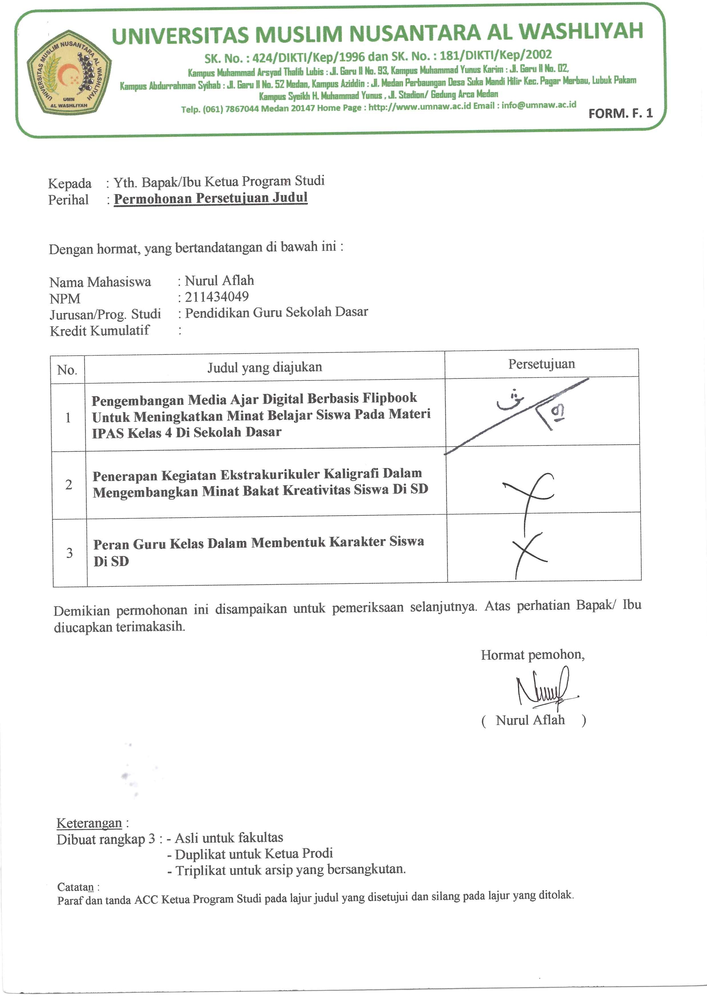 UNIVERSITAS MUSLIM NUSANTARA AL WASHLIYAH
SK. No. : 424/DIKTI/Kep/1996 dan SK. No. : 181/DIKTI/Kep/2002
Kampus Muhammad Arsyad Thalib Lubis : Jl. Garu II No. 93, Kampus Muhammad Yunus Karim : Jl. Garu II No. 02,
Kampus Abdurrahman Syihab : Jl. Garu II No. 52 Medan, Kampus Aziddin : Jl. Medan Perbaungan Desa Suka Mandi Hilir Kec. Pagar Merbau, Lubuk Pakam
Kampus Syeikh H. Muhammad Yunus , Jl. Stadion/ Gedung Arca Medan
Telp. (061) 7867044 Medan 20147 Home Page : http://www.umnaw.ac.id Email : info@umnaw.ac.id
FORM. F. 1
UNIVERSITAS MUSLIM NUSANTARA AL WASHLIYAH
UMN
AL WASHLIYAH
Kepada : Yth. Bapak/Ibu Ketua Program Studi
Perihal : Permohonan Persetujuan Judul
Dengan hormat, yang bertandatangan di bawah ini :
Nama Mahasiswa : Nurul Aflah
NPM : 211434049
Jurusan/Prog. Studi : Pendidikan Guru Sekolah Dasar
Kredit Kumulatif :
No. Judul yang diajukan Persetujuan
1 Pengembangan Media Ajar Digital Berbasis Flipbook
Untuk Meningkatkan Minat Belajar Siswa Pada Materi
IPAS Kelas 4 Di Sekolah Dasar
2 Penerapan Kegiatan Ekstrakurikuler Kaligrafi Dalam
Mengembangkan Minat Bakat Kreativitas Siswa Di SD
3 Peran Guru Kelas Dalam Membentuk Karakter Siswa
Di SD
Demikian permohonan ini disampaikan untuk pemeriksaan selanjutnya. Atas perhatian Bapak/ Ibu
diucapkan terimakasih.
Hormat pemohon,
( Nurul Aflah )
Keterangan :
Dibuat rangkap 3 : - Asli untuk fakultas
- Duplikat untuk Ketua Prodi
- Triplikat untuk arsip yang bersangkutan.
Catatan :
Paraf dan tanda ACC Ketua Program Studi pada lajur judul yang disetujui dan silang pada lajur yang ditolak.